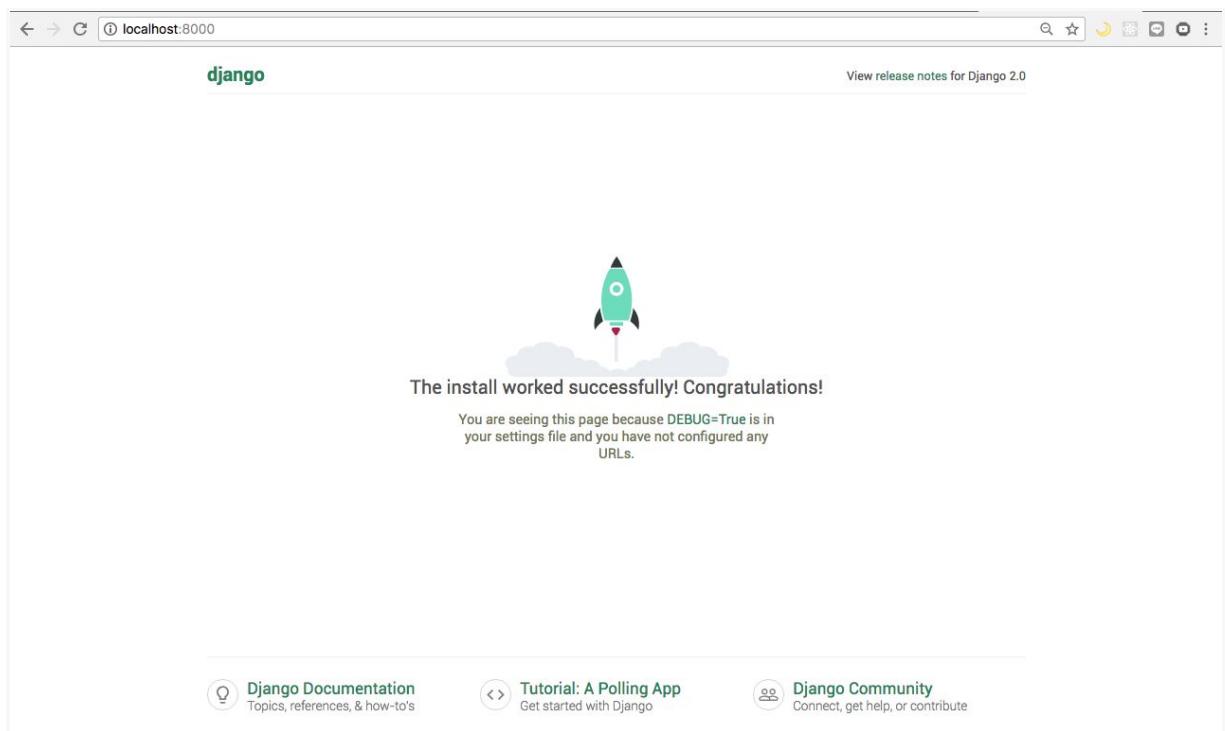 localhost:8000
django
View release notes for Django 2.0
The install worked successfully! Congratulations!
You are seeing this page because DEBUG=True is in
your settings file and you have not configured any
URLs.
Django Documentation
Topics, references, & how-to's
Tutorial: A Polling App
Get started with Django
Django Community
Connect, get help, or contribute